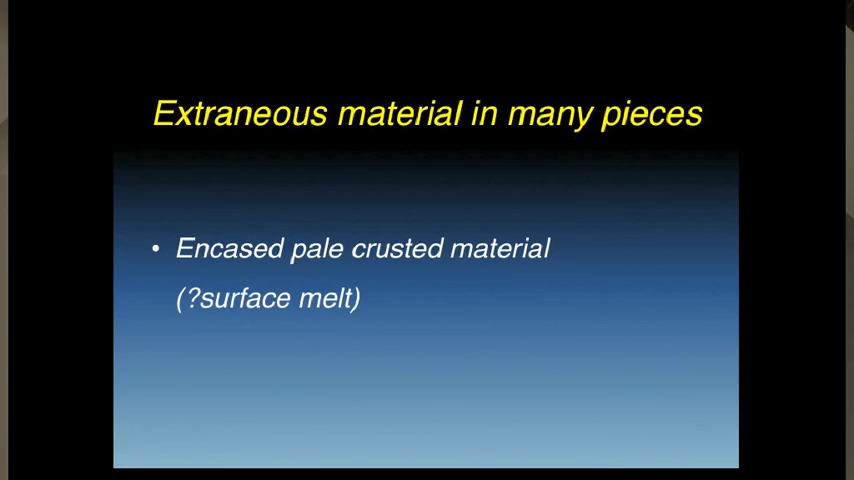 Extraneous material in many pieces
• Encased pale crusted material
(?surface melt)